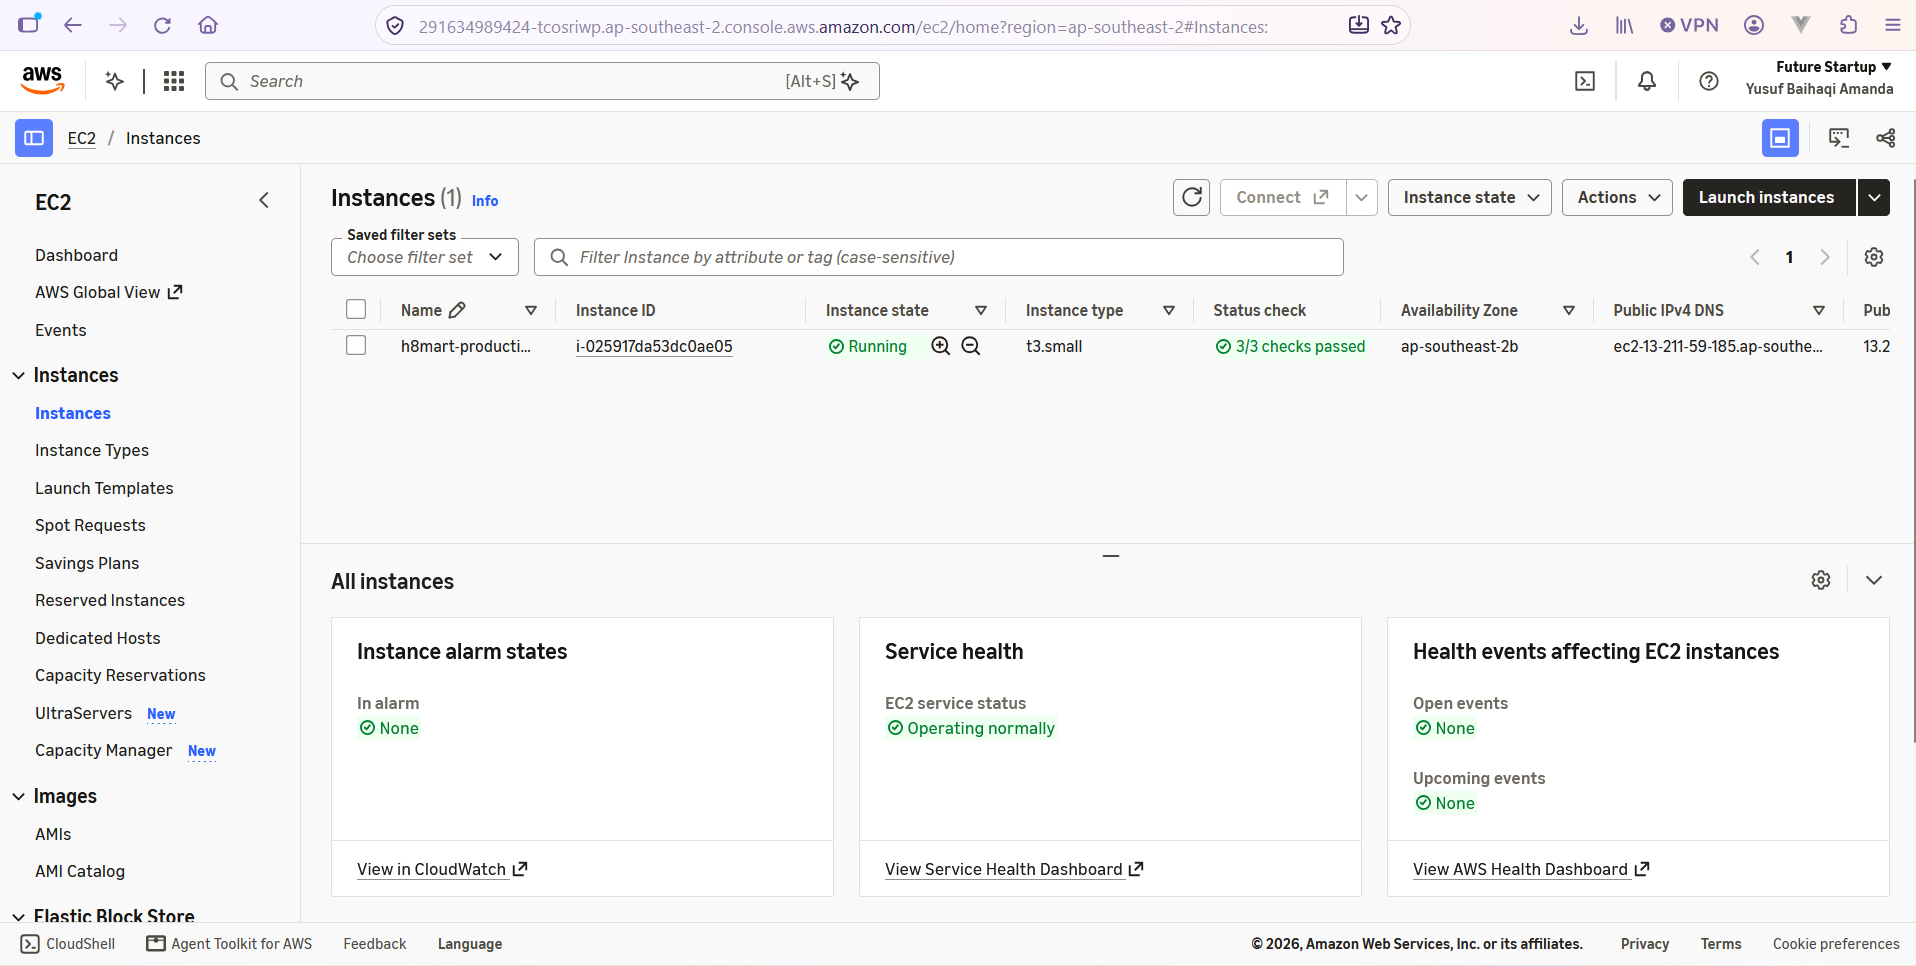 291634989424-tcosriwp.ap-southeast-2.console.aws.amazon.com/ec2/home?region=ap-southeast-2#Instances:
VPN
aws
Search
[Alt+S]
Future Startup
Yusuf Baihaqi Amanda
EC2 / Instances
EC2
Dashboard
AWS Global View
Events
Instances
Instances
Instance Types
Launch Templates
Spot Requests
Savings Plans
Reserved Instances
Dedicated Hosts
Capacity Reservations
UltraServers New
Capacity Manager New
Images
AMIs
AMI Catalog
Elastic Block Store
Instances (1) Info
Connect
Instance state
Actions
Launch instances
Saved filter sets
Choose filter set
Filter Instance by attribute or tag (case-sensitive)
1
Name Instance ID Instance state Instance type Status check Availability Zone Public IPv4 DNS Pub
h8mart-producti... i-025917da53dc0ae05 Running t3.small 3/3 checks passed ap-southeast-2b ec2-13-211-59-185.ap-southe... 13.2
All instances
Instance alarm states
In alarm
None
View in CloudWatch
Service health
EC2 service status
Operating normally
View Service Health Dashboard
Health events affecting EC2 instances
Open events
None
Upcoming events
None
View AWS Health Dashboard
CloudShell Agent Toolkit for AWS Feedback Language © 2026, Amazon Web Services, Inc. or its affiliates. Privacy Terms Cookie preferences